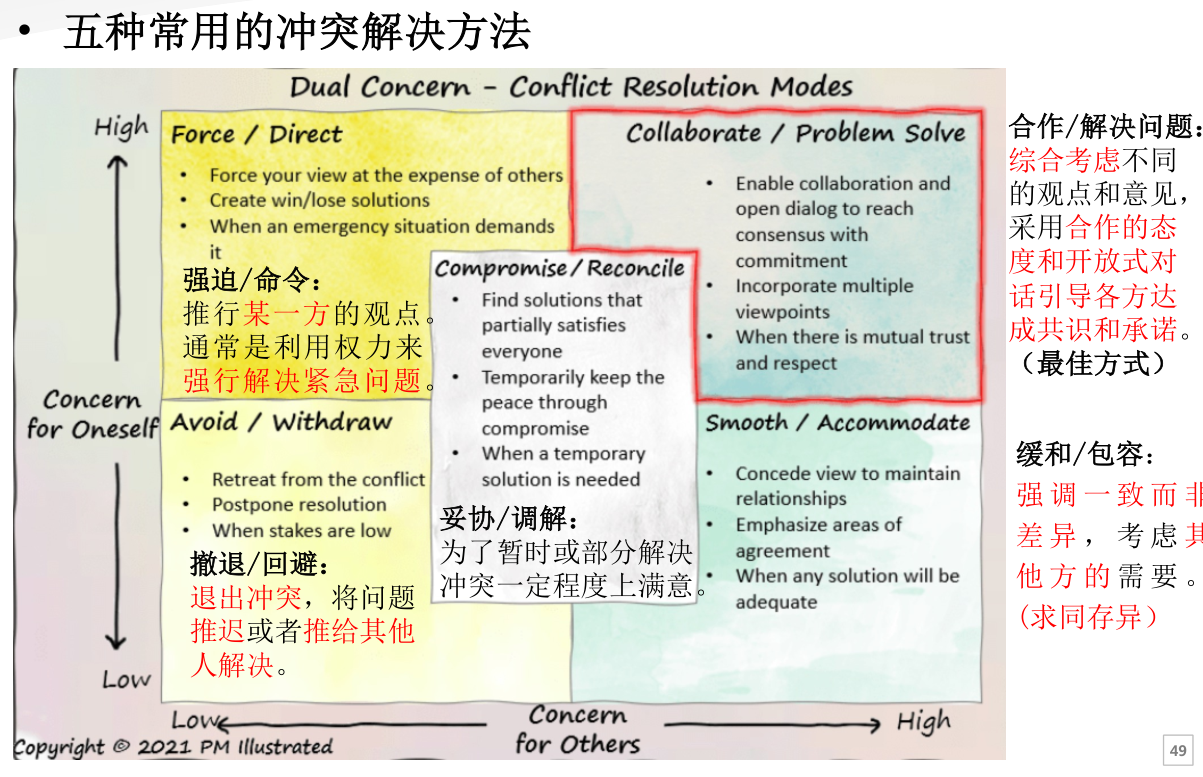 • 五种常用的冲突解决方法
Dual Concern - Conflict Resolution Modes
High
Concern
for Oneself
Low
Force / Direct
• Force your view at the expense of others
• Create win/lose solutions
• When an emergency situation demands
it
强迫/命令：
推行某一方的观点。
通常是利用权力来
强行解决紧急问题。
Collaborate / Problem Solve
• Enable collaboration and
open dialog to reach
consensus with
commitment
• Incorporate multiple
viewpoints
• When there is mutual trust
and respect
Compromise / Reconcile
• Find solutions that
partially satisfies
everyone
• Temporarily keep the
peace through
compromise
• When a temporary
solution is needed
妥协/调解：
为了暂时或部分解决
冲突一定程度上满意。
Avoid / Withdraw
• Retreat from the conflict
• Postpone resolution
• When stakes are low
撤退/回避：
退出冲突，将问题
推迟或者推给其他
人解决。
Smooth / Accommodate
• Concede view to maintain
relationships
• Emphasize areas of
agreement
• When any solution will be
adequate
Low
Concern
for Others
High
Copyright © 2021 PM Illustrated
合作/解决问题：
综合考虑不同
的观点和意见，
采用合作的态
度和开放式对
话引导各方达
成共识和承诺。
（最佳方式）
缓和/包容：
强调一致而非
差异，考虑其
他方的需要。
(求同存异）
49